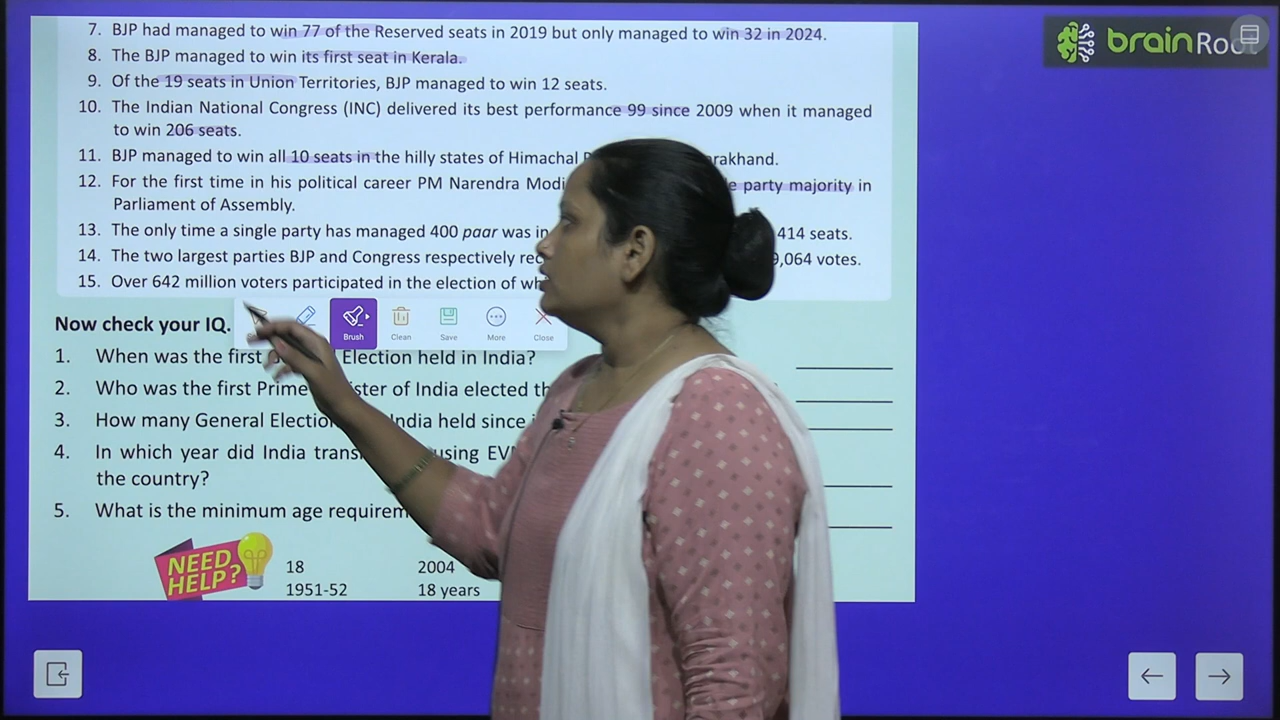 7. BJP had managed to win 77 of the Reserved seats in 2019 but only managed to win 32 in 2024.
8. The BJP managed to win its first seat in Kerala.
9. Of the 19 seats in Union Territories, BJP managed to win 12 seats.
10. The Indian National Congress (INC) delivered its best performance 99 since 2009 when it managed
to win 206 seats.
11. BJP managed to win all 10 seats in the hilly states of Himachal rakhand.
12. For the first time in his political career PM Narendra Modi party majority in
Parliament of Assembly.
13. The only time a single party has managed 400 paar was in 414 seats.
14. The two largest parties BJP and Congress respectively 9,064 votes.
15. Over 642 million voters participated in the election of
Brush Clean Save More Close
Now check your IQ.
1. When was the first Election held in India?
2. Who was the first Prime ster of India elected
3. How many General Electio India held since
4. In which year did India trans using
the country?
5. What is the minimum age
NEED HELP?
18 2004
1951-52 18 years
brainRoot